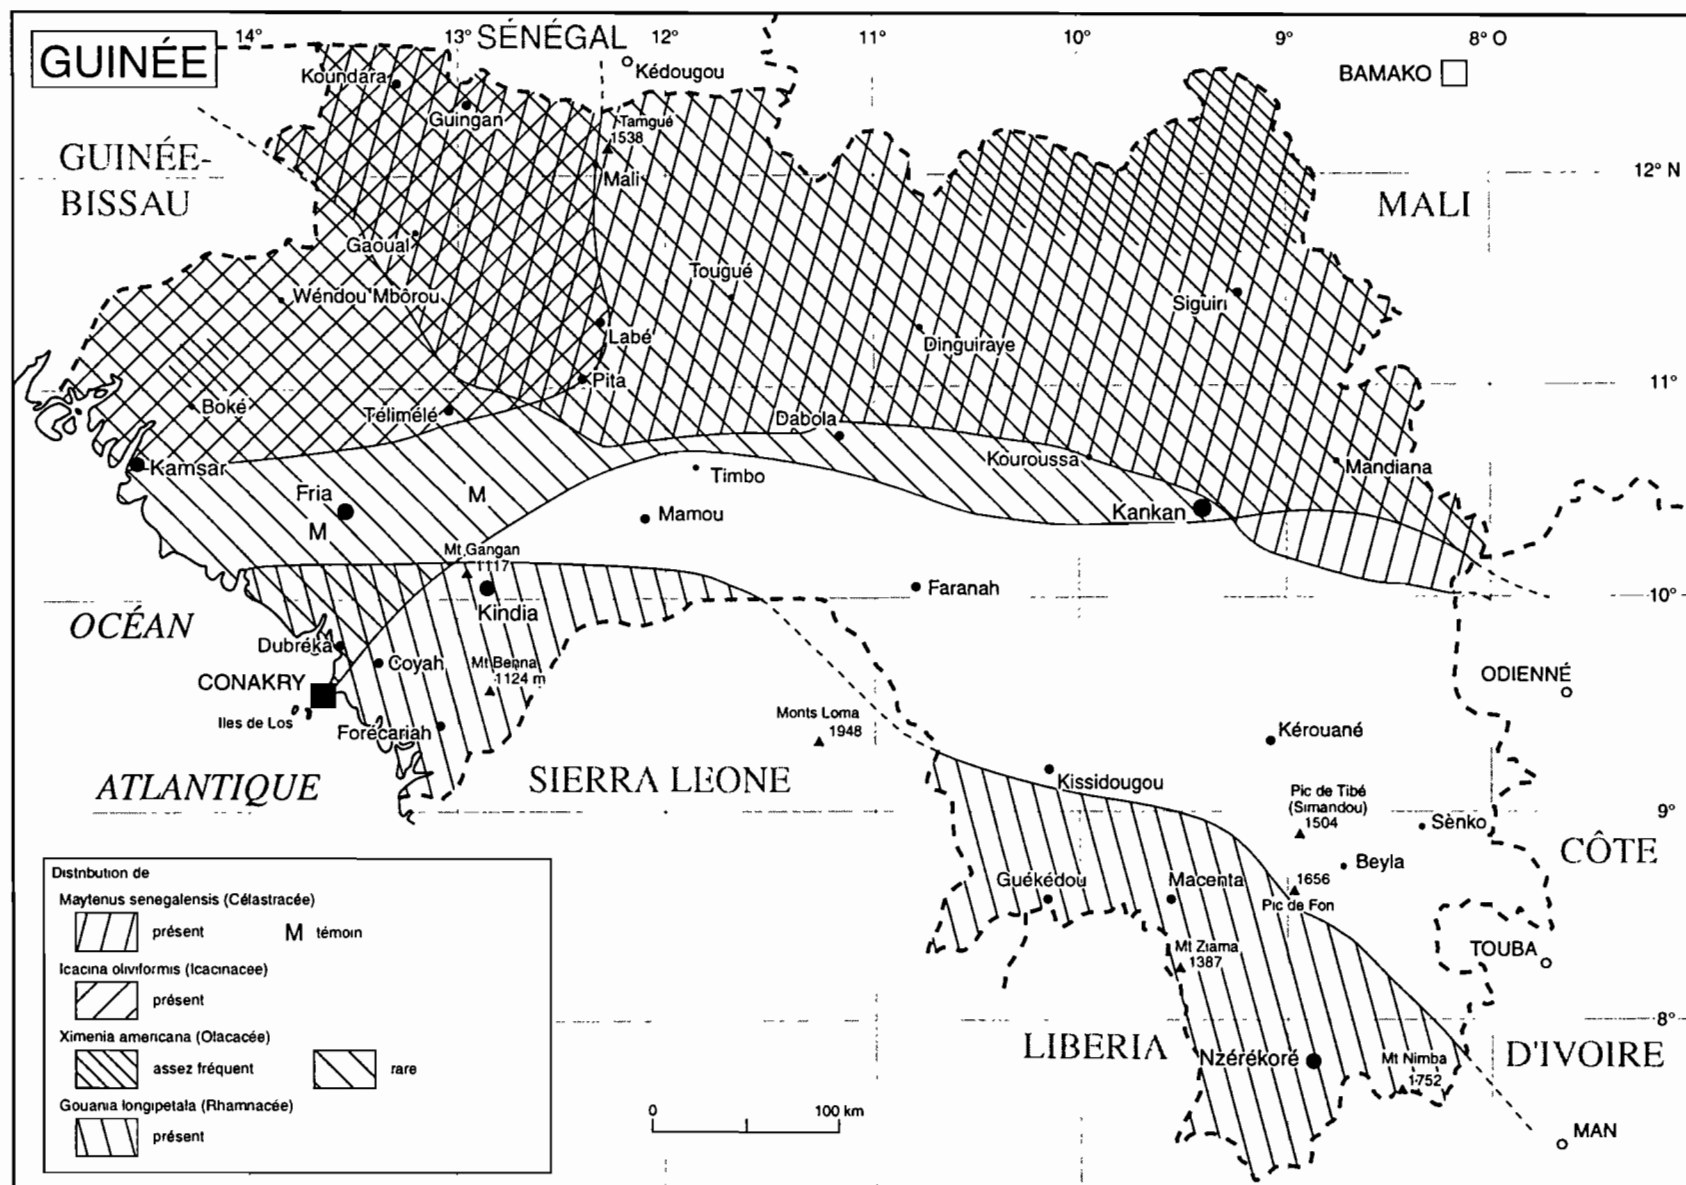 GUINÉE
14°
13°
SÉNÉGAL
12°
11°
10°
9°
8° O
Kédougou
BAMAKO
Koundára
Guingan
Tamgué
1538
GUINÉE-
BISSAU
Mali
12° N
MALI
Gaoual
Tougué
Wéndou Mbôrou
Siguiri
Labé
Dinguiraye
Pita
11°
Boké
Télimélé
Dabola
Kamsar
Timbo
Kouroussa
Mandiana
Fria
M
M
Mamou
Kankan
Mt Gangan
1117
Kindia
Faranah
10°
OCÉAN
Dubréka
Coyah
Mt Benna
1124 m
CONAKRY
ODIENNÉ
Iles de Los
Forécariah
Monts Loma
1948
Kérouané
ATLANTIQUE
SIERRA LEONE
Kissidougou
Pic de Tibé
(Simandou)
1504
9°
Sènko
CÔTE
Beyla
Guékédou
Macenta
1656
Pic de Fon
Mt Ziama
1387
TOUBA
8°
LIBERIA
Nzérékoré
Mt Nimba
1752
D'IVOIRE
MAN
Distribution de
Maytenus senegalensis (Célastracée)
présent
M témoin
Icacina oliviformis (Icacinacee)
présent
Ximenia americana (Olacacée)
assez fréquent
rare
Gouania longipetala (Rhamnacée)
présent
0
100 km